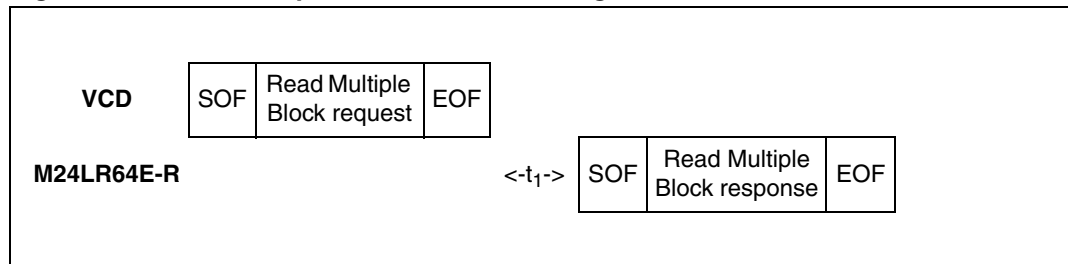 VCD SOF Read Multiple EOF
Block request
M24LR64E-R <-t1-> SOF Read Multiple EOF
Block response